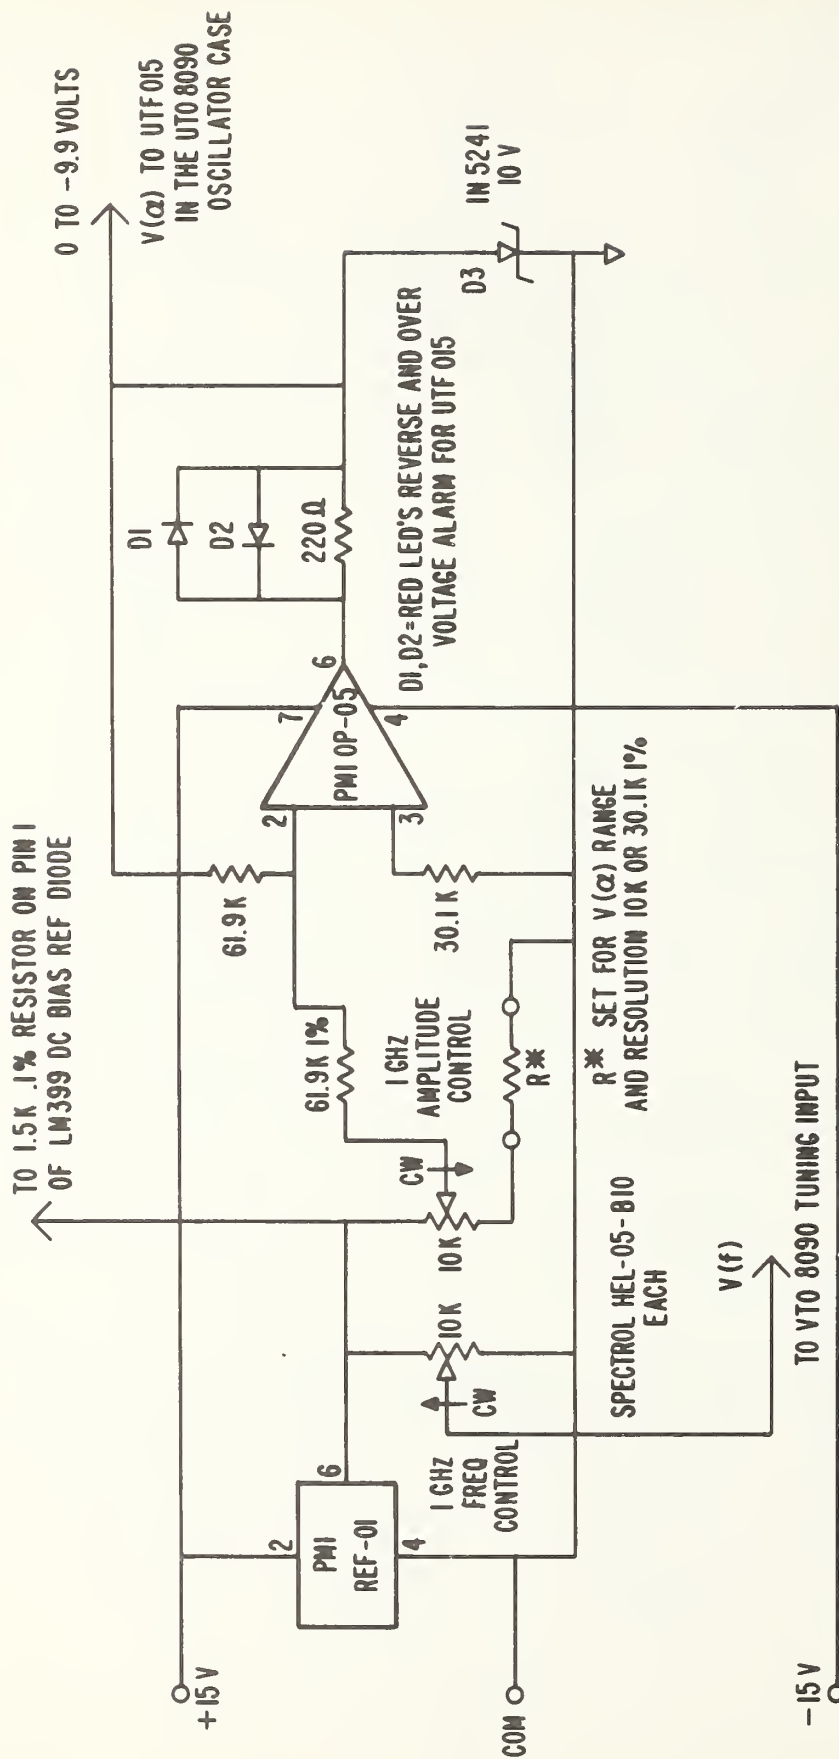 TO 1.5K .1% RESISTOR ON PIN 1
OF LM399 DC BIAS REF DIODE
0 TO -9.9 VOLTS
V(α) TO UTF 015
IN THE UTO 8090
OSCILLATOR CASE
+15 V
2
PMI
REF-01
6
4
COM
-15 V
1 GHZ
FREQ
CONTROL
CW
10K
10K
CW
1 GHZ
AMPLITUDE
CONTROL
61.9K 1%
61.9K
R*
30.1K
2
3
PMI OP-05
7
4
6
D1
D2
220Ω
D1,D2=RED LED'S REVERSE AND OVER
VOLTAGE ALARM FOR UTF 015
D3
IN 5241
10 V
SPECTROL HEL-05-B10
EACH
R* SET FOR V(α) RANGE
AND RESOLUTION 10K OR 30.1K 1%
V(f)
TO VTO 8090 TUNING INPUT